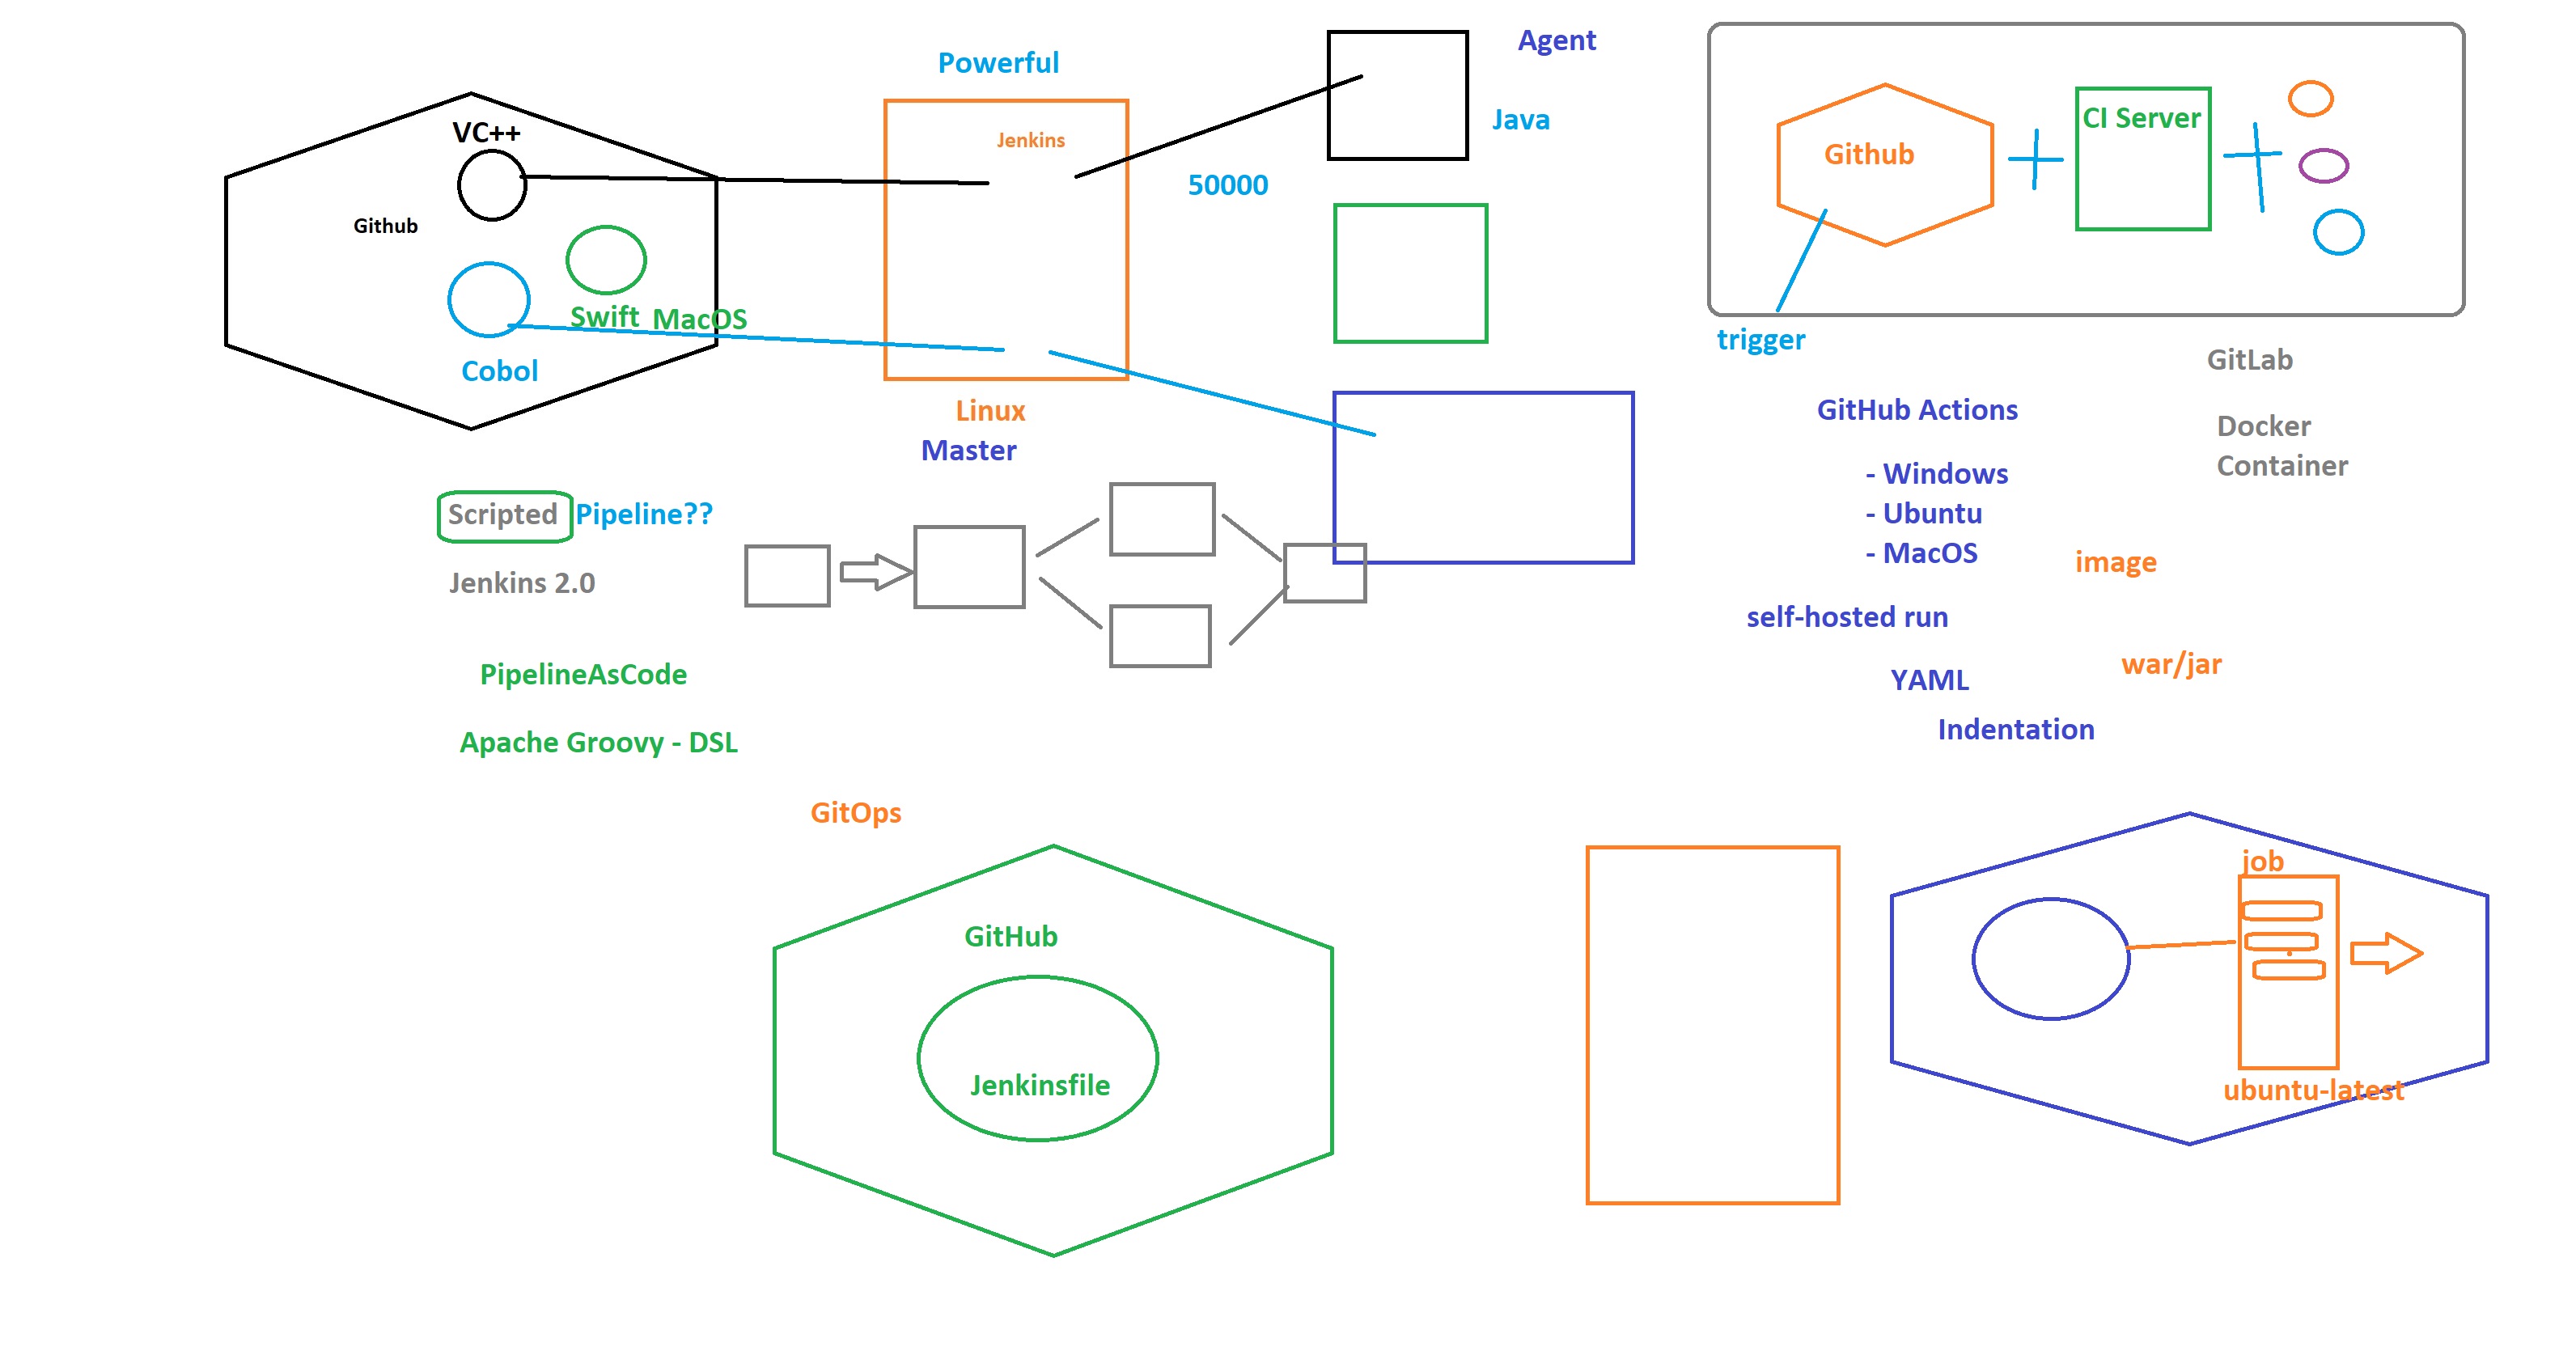 Powerful
Agent
VC++
Jenkins
Java
Github
CI Server
Github
50000
Swift
MacOS
Cobol
trigger
GitLab
Linux
Master
GitHub Actions
Docker
Container
- Windows
- Ubuntu
- MacOS
Scripted Pipeline??
Jenkins 2.0
image
self-hosted run
PipelineAsCode
war/jar
YAML
Indentation
Apache Groovy - DSL
GitOps
GitHub
Jenkinsfile
job
ubuntu-latest